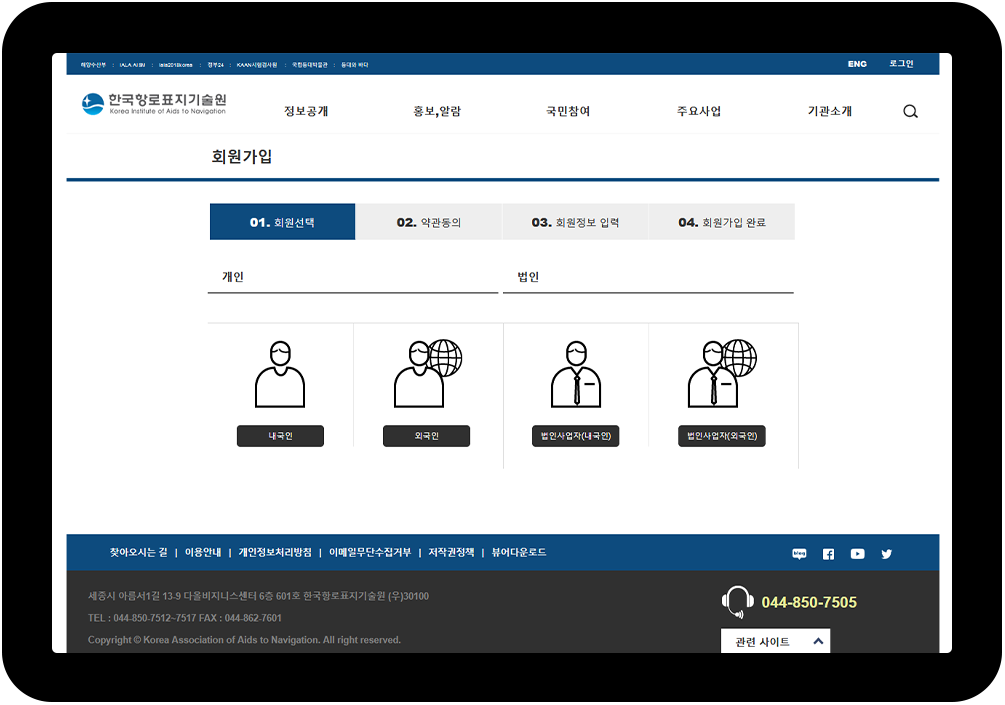 해양수산부 : IALA AISM : iala2018korea : 정부24 : KAAN시험검사원 : 국립등대박물관 : 등대와 바다
ENG 로그인
한국항로표지기술원
Korea Institute of Aids to Navigation
정보공개 홍보,알람 국민참여 주요사업 기관소개
회원가입
01. 회원선택 02. 약관동의 03. 회원정보 입력 04. 회원가입 완료
개인 법인
내국인 외국인 법인사업자(내국인) 법인사업자(외국인)
찾아오시는 길 | 이용안내 | 개인정보처리방침 | 이메일무단수집거부 | 저작권정책 | 뷰어다운로드
blog
세종시 아름서1길 13-9 다올비지니스센터 6층 601호 한국항로표지기술원 (우)30100
044-850-7505
TEL : 044-850-7512~7517 FAX : 044-862-7601
Copyright © Korea Association of Aids to Navigation. All right reserved.
관련 사이트